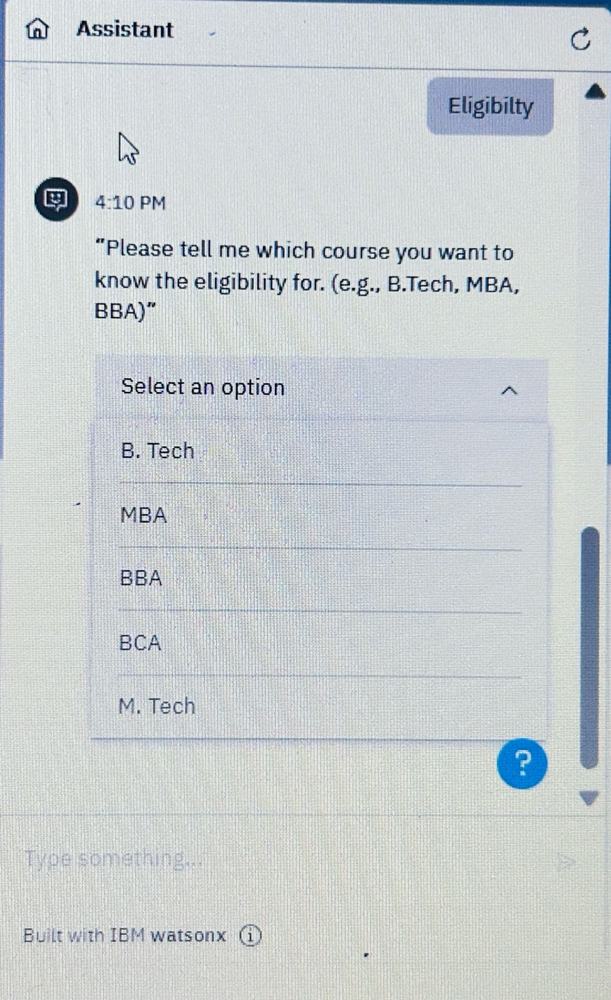 Assistant
Eligibilty
4:10 PM
"Please tell me which course you want to
know the eligibility for. (e.g., B.Tech, MBA,
BBA)"
Select an option
B. Tech
MBA
BBA
BCA
M. Tech
?
Type something...
Built with IBM watsonx